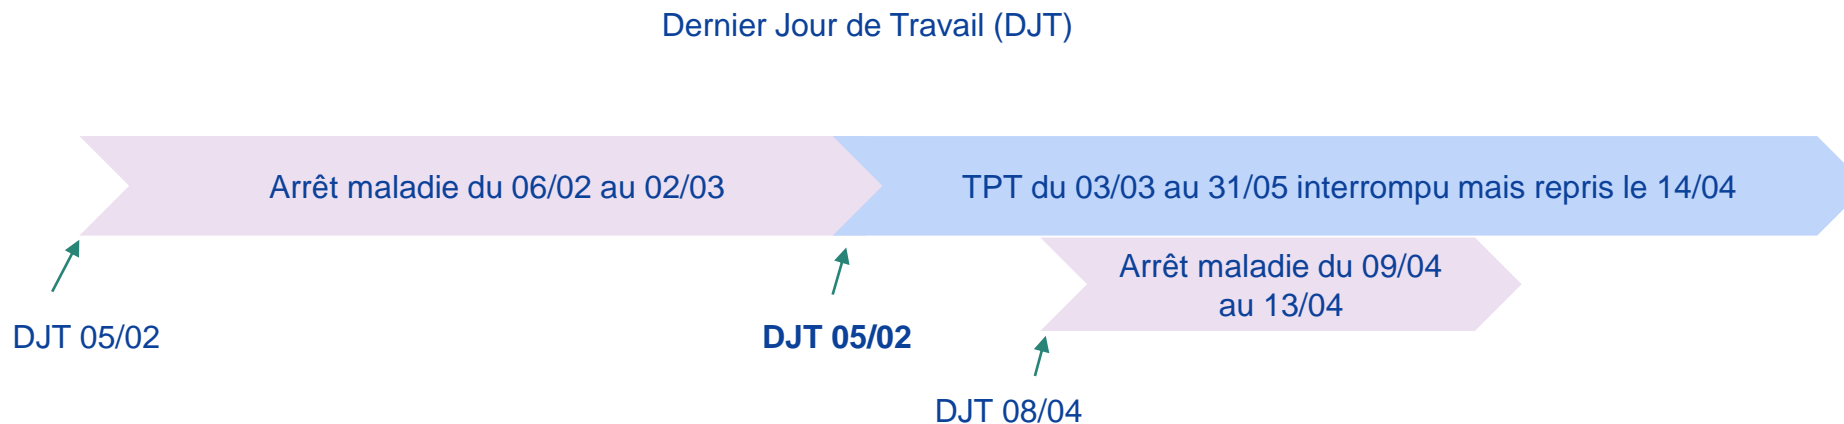 Dernier Jour de Travail (DJT)
Arrêt maladie du 06/02 au 02/03
TPT du 03/03 au 31/05 interrompu mais repris le 14/04
Arrêt maladie du 09/04
au 13/04
DJT 05/02
DJT 05/02
DJT 08/04